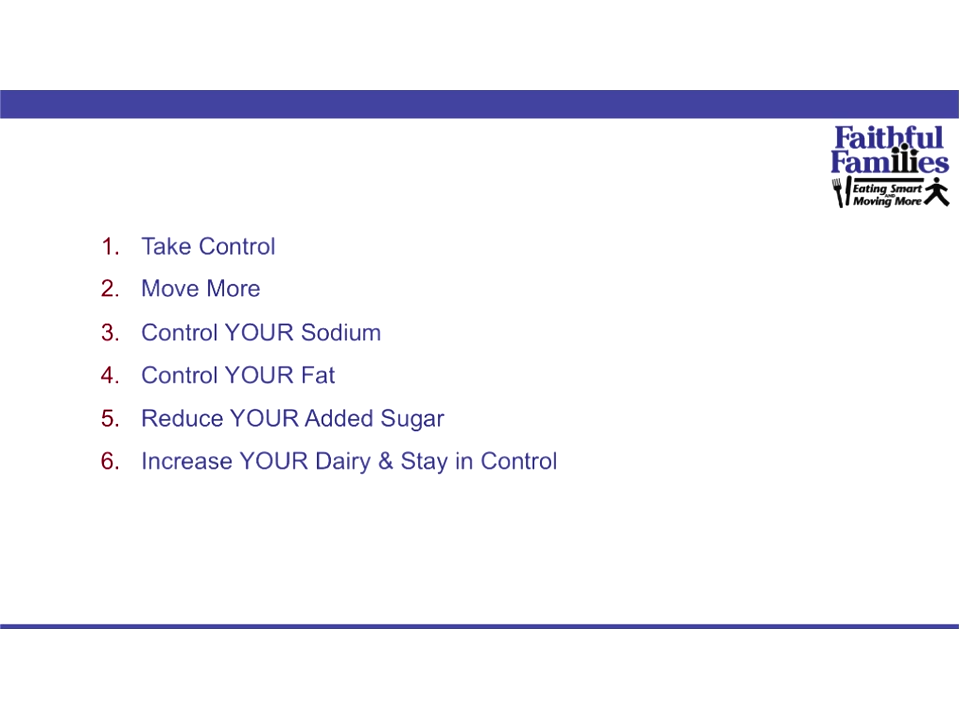 Faithful
Families
Eating Smart
AND
Moving More
1. Take Control
2. Move More
3. Control YOUR Sodium
4. Control YOUR Fat
5. Reduce YOUR Added Sugar
6. Increase YOUR Dairy & Stay in Control